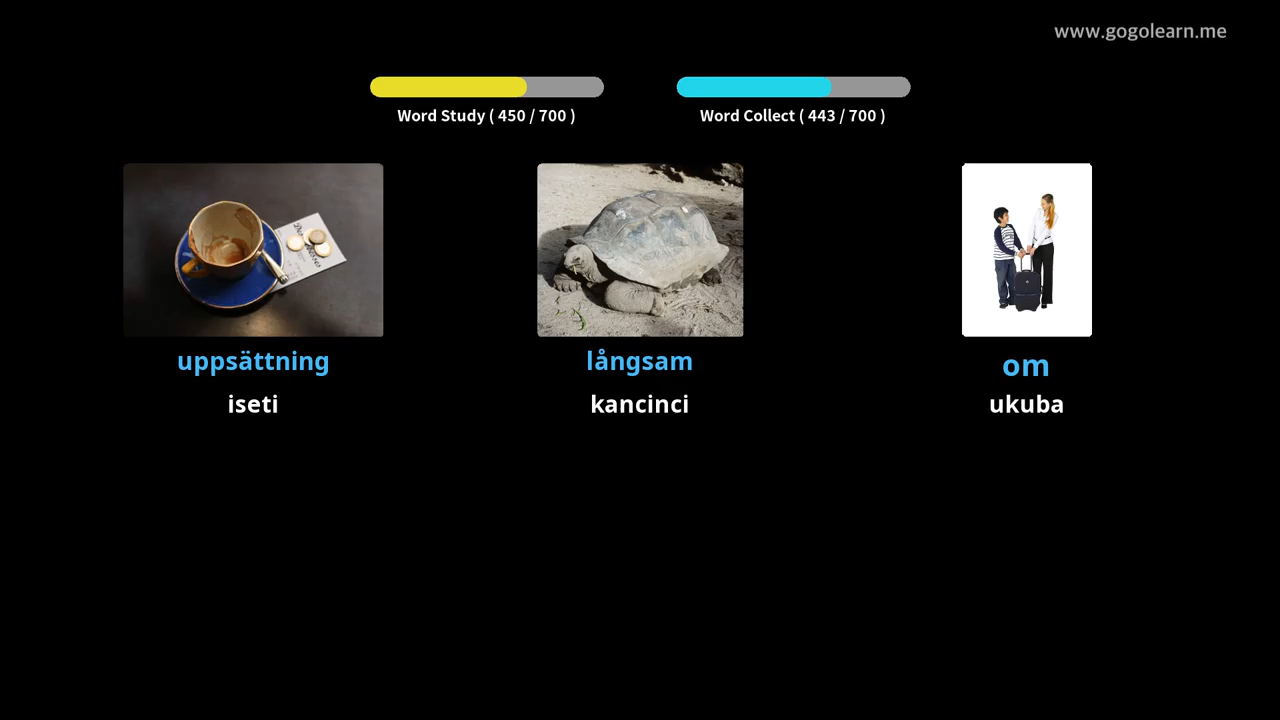 www.gogolearn.me
Word Study ( 450 / 700 )
Word Collect ( 443 / 700 )
uppsättning
långsam
om
iseti
kancinci
ukuba